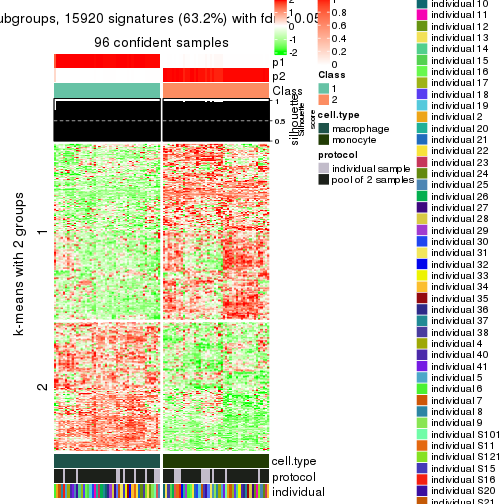 ubgroups, 15920 signatures (63.2%) with fdr < 0.05
96 confident samples
p1
p2
Class
silhouette
1
0.5
0
2
-1
-2
1
0.8
0.6
0.4
0.2
0
Class
1
2
Silhouette
score
cell.type
macrophage
monocyte
protocol
individual sample
pool of 2 samples
k-means with 2 groups
1
2
cell.type
protocol
individual
individual 10
individual 11
individual 12
individual 13
individual 14
individual 15
individual 16
individual 17
individual 18
individual 19
individual 2
individual 20
individual 21
individual 22
individual 23
individual 24
individual 25
individual 26
individual 27
individual 28
individual 29
individual 30
individual 31
individual 32
individual 33
individual 34
individual 35
individual 36
individual 37
individual 38
individual 4
individual 40
individual 41
individual 5
individual 6
individual 7
individual 8
individual 9
individual S101
individual S11
individual S121
individual S15
individual S16
individual S26